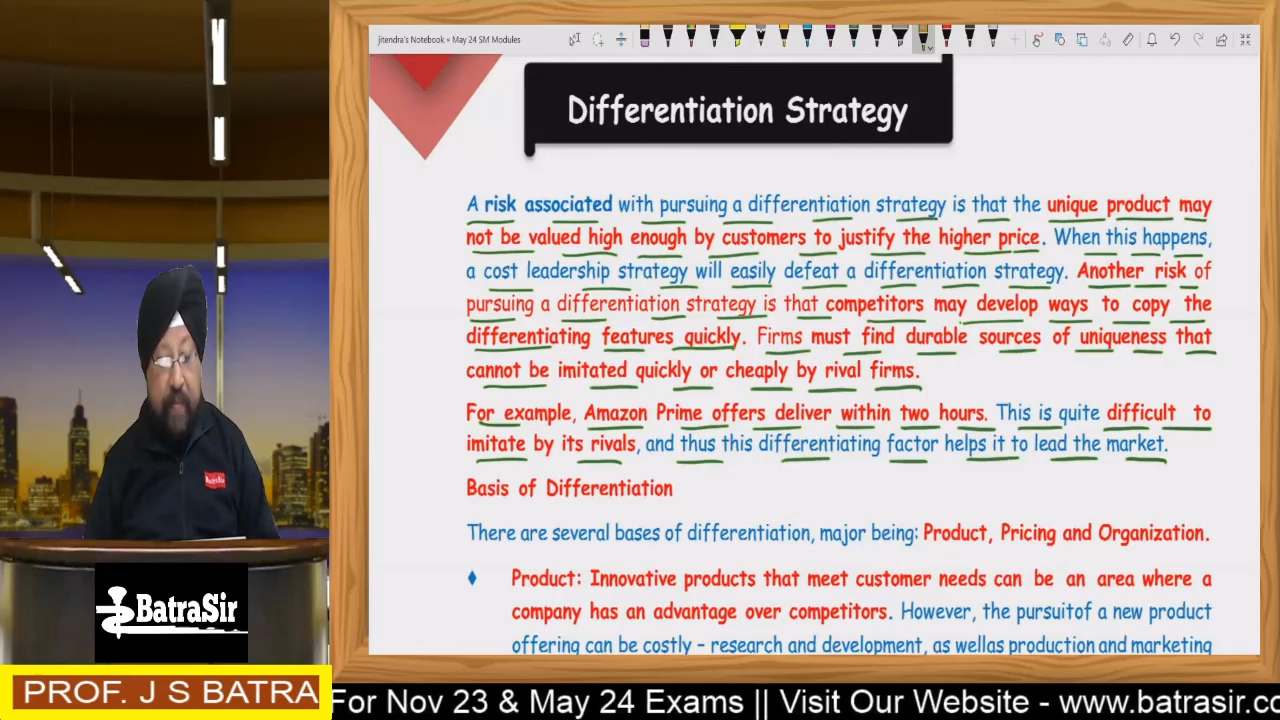 jitendra's Notebook » May 24 SM Modules
Differentiation Strategy
A risk associated with pursuing a differentiation strategy is that the unique product may
not be valued high enough by customers to justify the higher price. When this happens,
a cost leadership strategy will easily defeat a differentiation strategy. Another risk of
pursuing a differentiation strategy is that competitors may develop ways to copy the
differentiating features quickly. Firms must find durable sources of uniqueness that
cannot be imitated quickly or cheaply by rival firms.
For example, Amazon Prime offers deliver within two hours. This is quite difficult to
imitate by its rivals, and thus this differentiating factor helps it to lead the market.
Basis of Differentiation
There are several bases of differentiation, major being: Product, Pricing and Organization.
♦ Product: Innovative products that meet customer needs can be an area where a
company has an advantage over competitors. However, the pursuitof a new product
offering can be costly – research and development, as wellas production and marketing
BatraSir
PROF. J S BATRA
For Nov 23 & May 24 Exams || Visit Our Website - www.batrasir.co